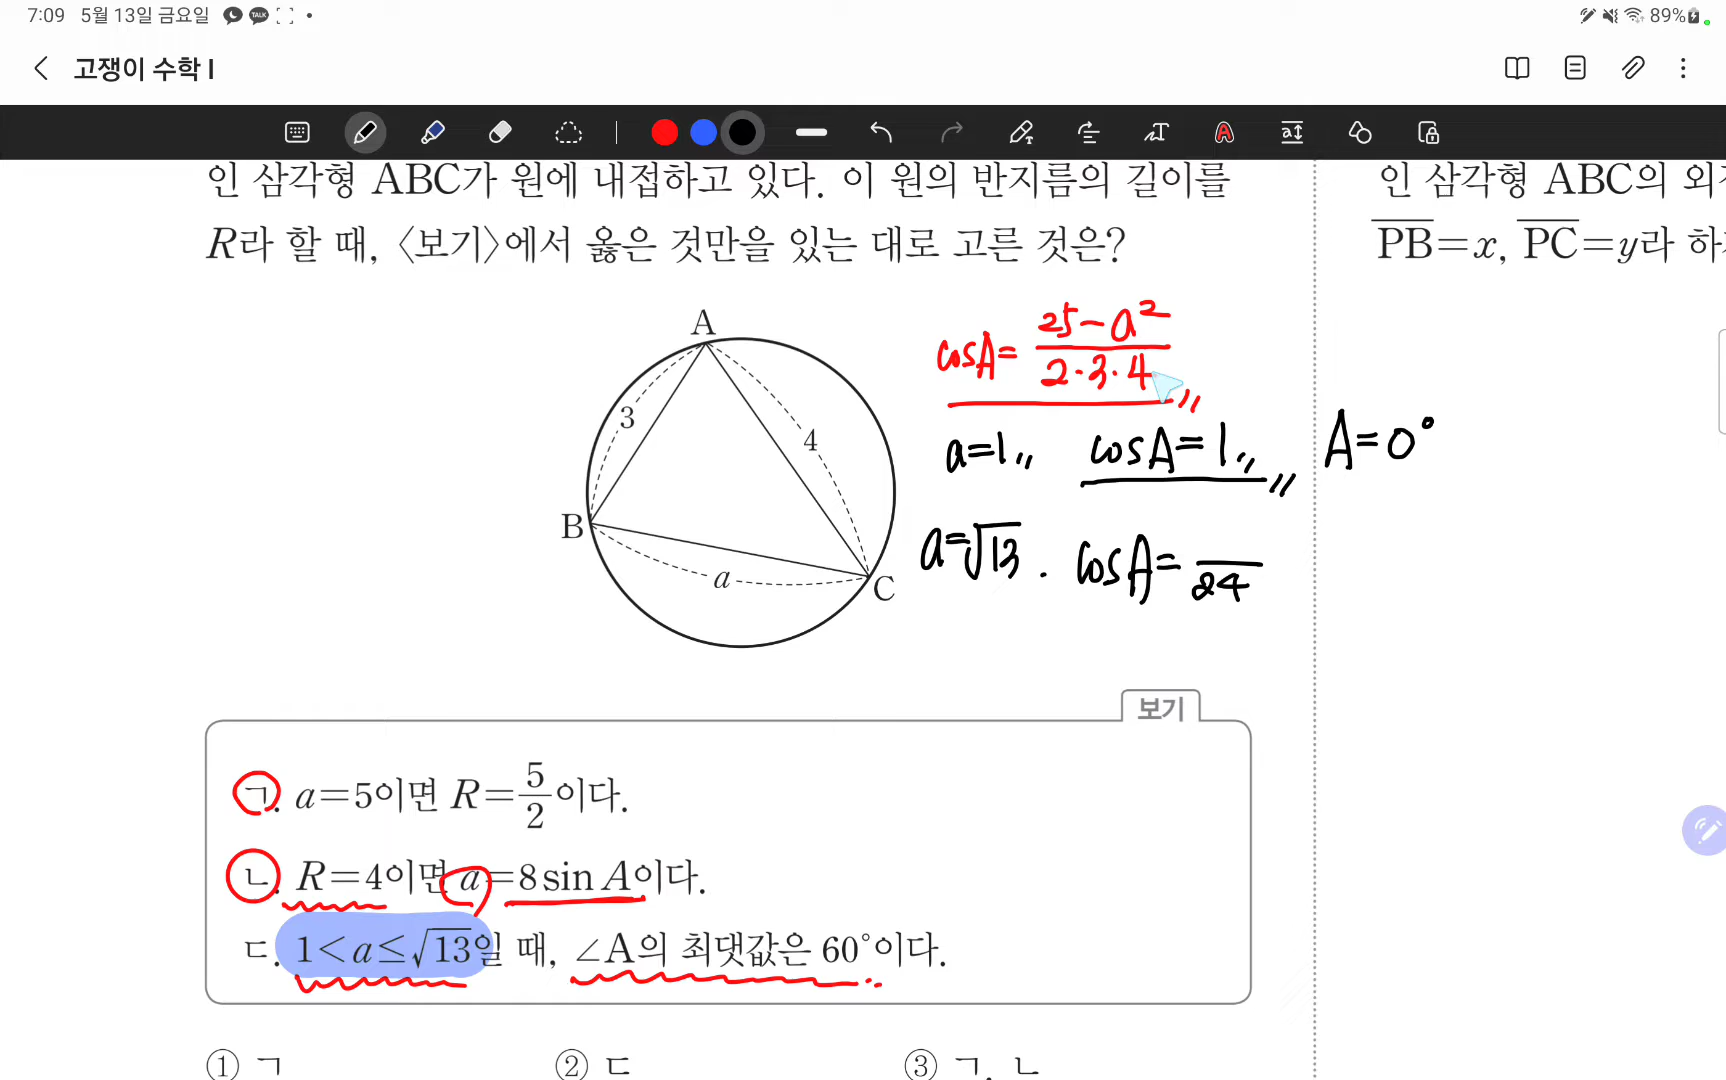 7:09 5월 13일 금요일 TALK 89%
고쟁이 수학 I
인 삼각형 ABC가 원에 내접하고 있다. 이 원의 반지름의 길이를
R라 할 때, 〈보기〉에서 옳은 것만을 있는 대로 고른 것은?
인 삼각형 ABC의 외
PB=x, PC=y라 하
A
3
4
B
a
C
cosA= 25-a² / 2·3·4
a=1,, cosA=1,, A=0°
a=√13 . cosA= /24
보기
ㄱ. a=5이면 R=5/2이다.
ㄴ. R=4이면 a=8 sin A이다.
ㄷ. 1<a≤√13일 때, ∠A의 최댓값은 60°이다.
① ㄱ ② ㄷ ③ ㄱ, ㄴ